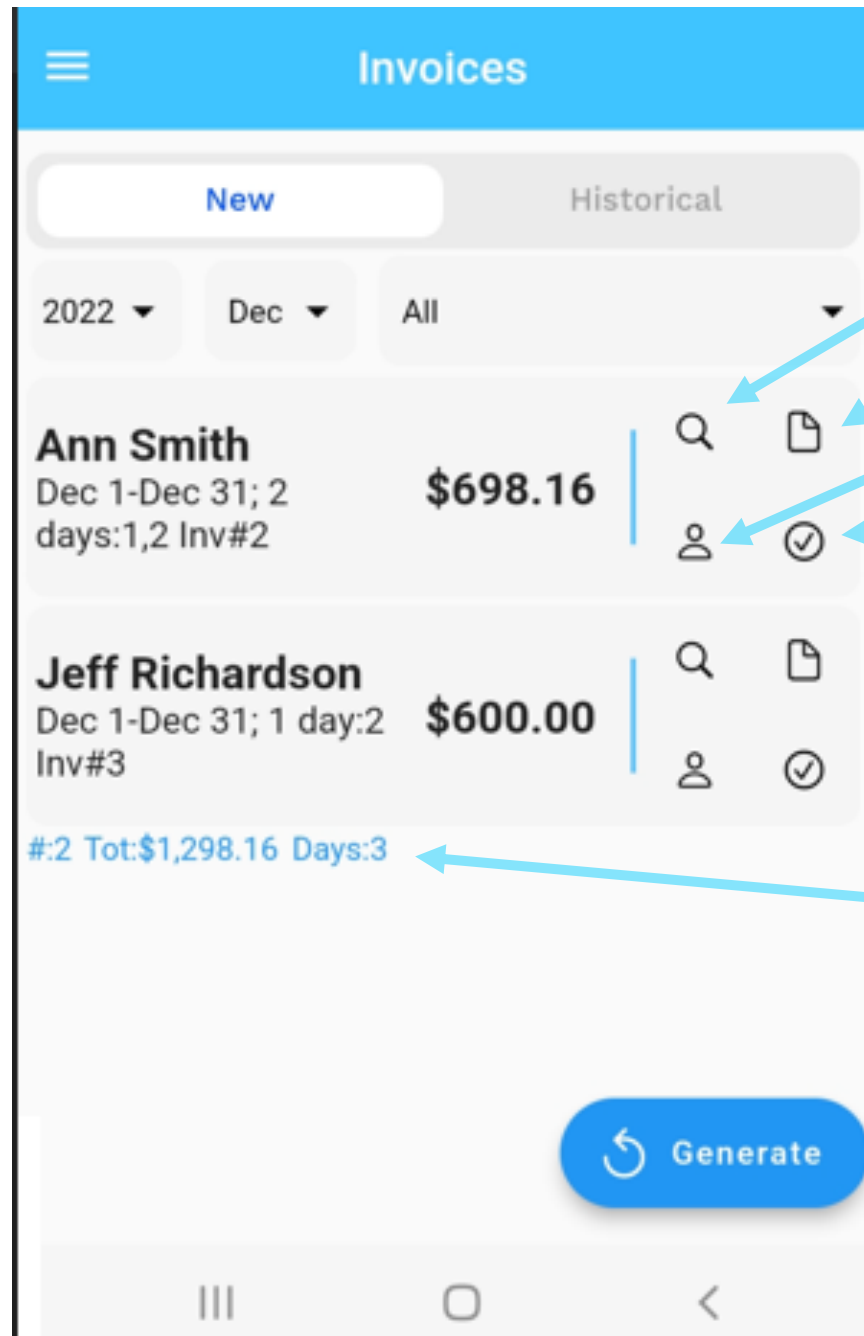 Invoices
New Historical
2022 Dec All
Ann Smith
Dec 1-Dec 31; 2
days:1,2 Inv#2
$698.16
Jeff Richardson
Dec 1-Dec 31; 1 day:2
Inv#3
$600.00
#:2 Tot:$1,298.16 Days:3
Generate